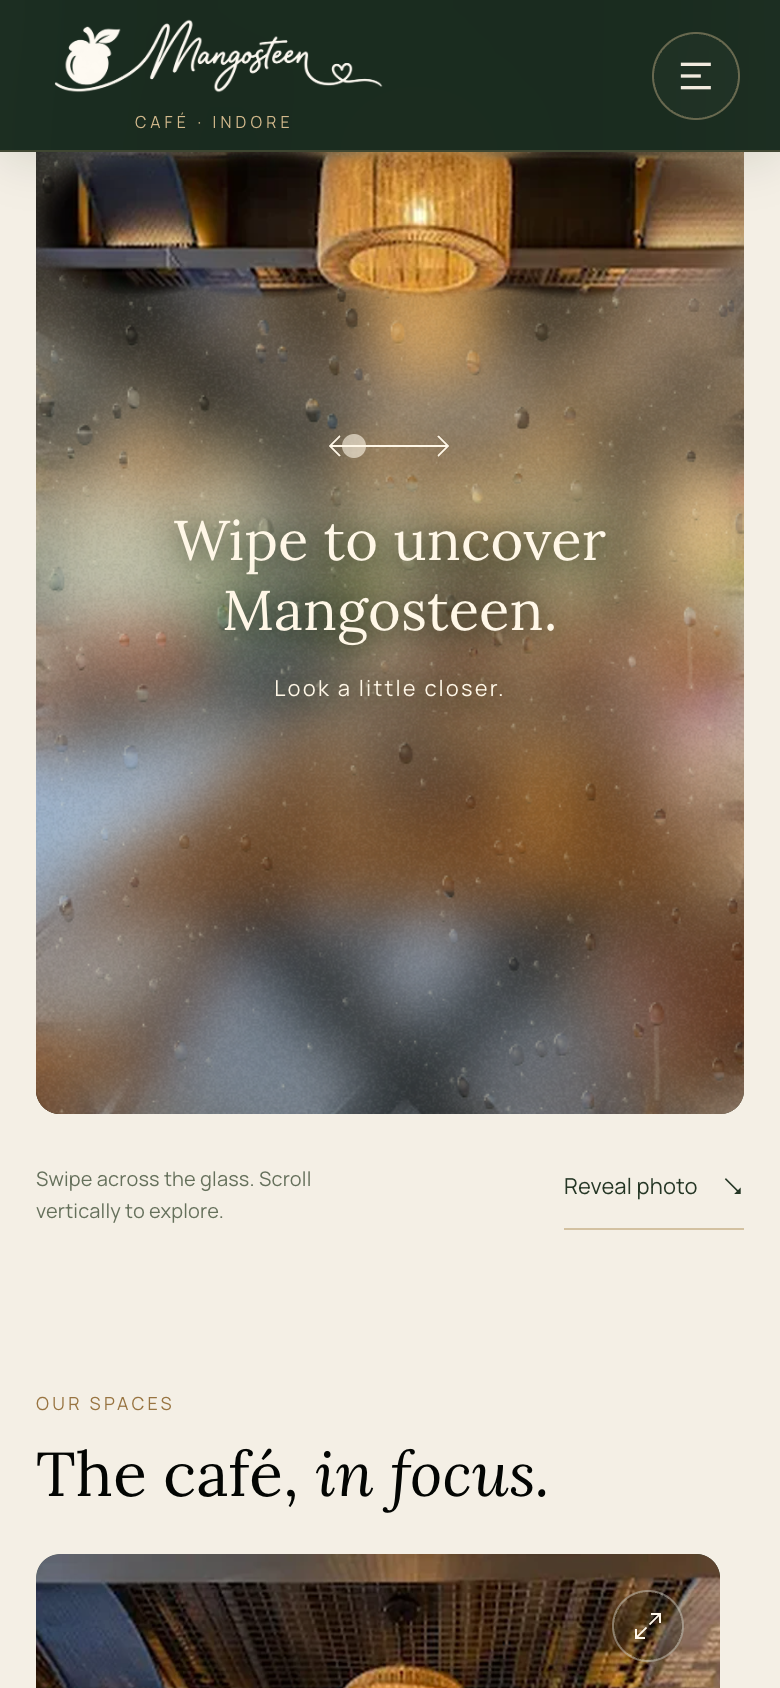 Mangosteen
CAFÉ · INDORE
Wipe to uncover
Mangosteen.
Look a little closer.
Swipe across the glass. Scroll
vertically to explore.
Reveal photo
OUR SPACES
The café, in focus.